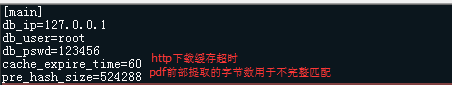 [main]
db_ip=127.0.0.1
db_user=root
db_pswd=123456
cache_expire_time=60 http下载缓存超时
pre_hash_size=524288 pdf前部提取的字节数用于不完整匹配